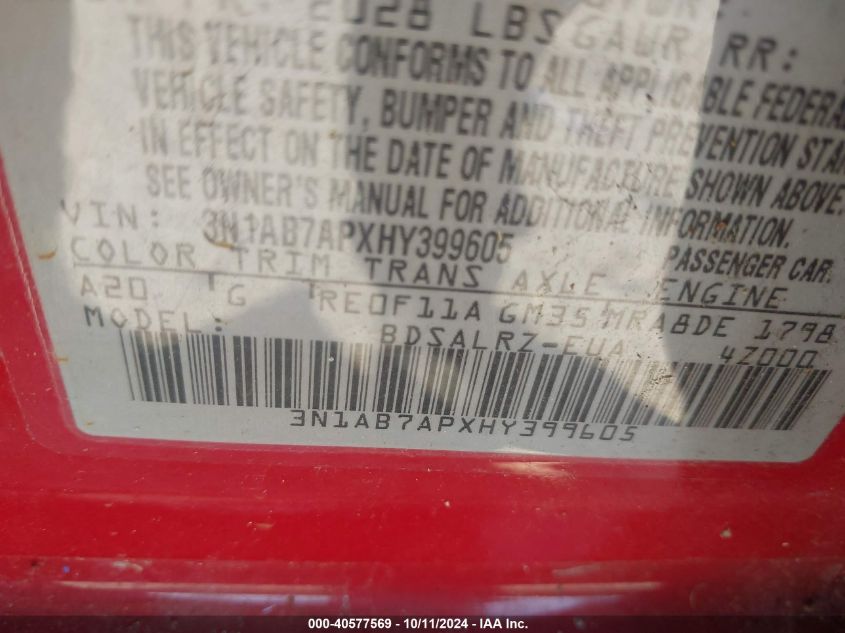 2028 LBS GAWR RR:
THIS VEHICLE CONFORMS TO ALL APPLICABLE FEDERAL
VEHICLE SAFETY, BUMPER AND THEFT PREVENTION STAN
IN EFFECT ON THE DATE OF MANUFACTURE SHOWN ABOVE.
SEE OWNER'S MANUAL FOR ADDITIONAL INFORMATION.
VIN: 3N1AB7APXHY399605 PASSENGER CAR
COLOR TRIM TRANS AXLE ENGINE
A20 G RE0F11A GM35 MRA8DE 1798
MODEL: BDSALRZ-EUA 4Z000
3N1AB7APXHY399605
000-40577569 - 10/11/2024 - IAAI Inc.